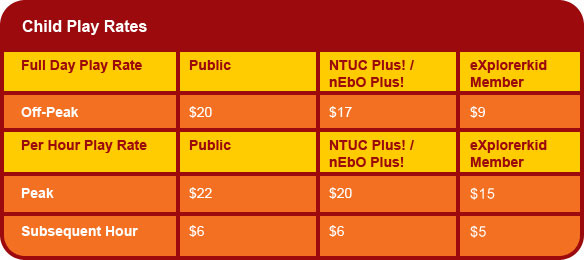 Child Play Rates
Full Day Play Rate Public NTUC Plus! / nEbO Plus! eXplorerkid Member
Off-Peak $20 $17 $9
Per Hour Play Rate Public NTUC Plus! / nEbO Plus! eXplorerkid Member
Peak $22 $20 $15
Subsequent Hour $6 $6 $5